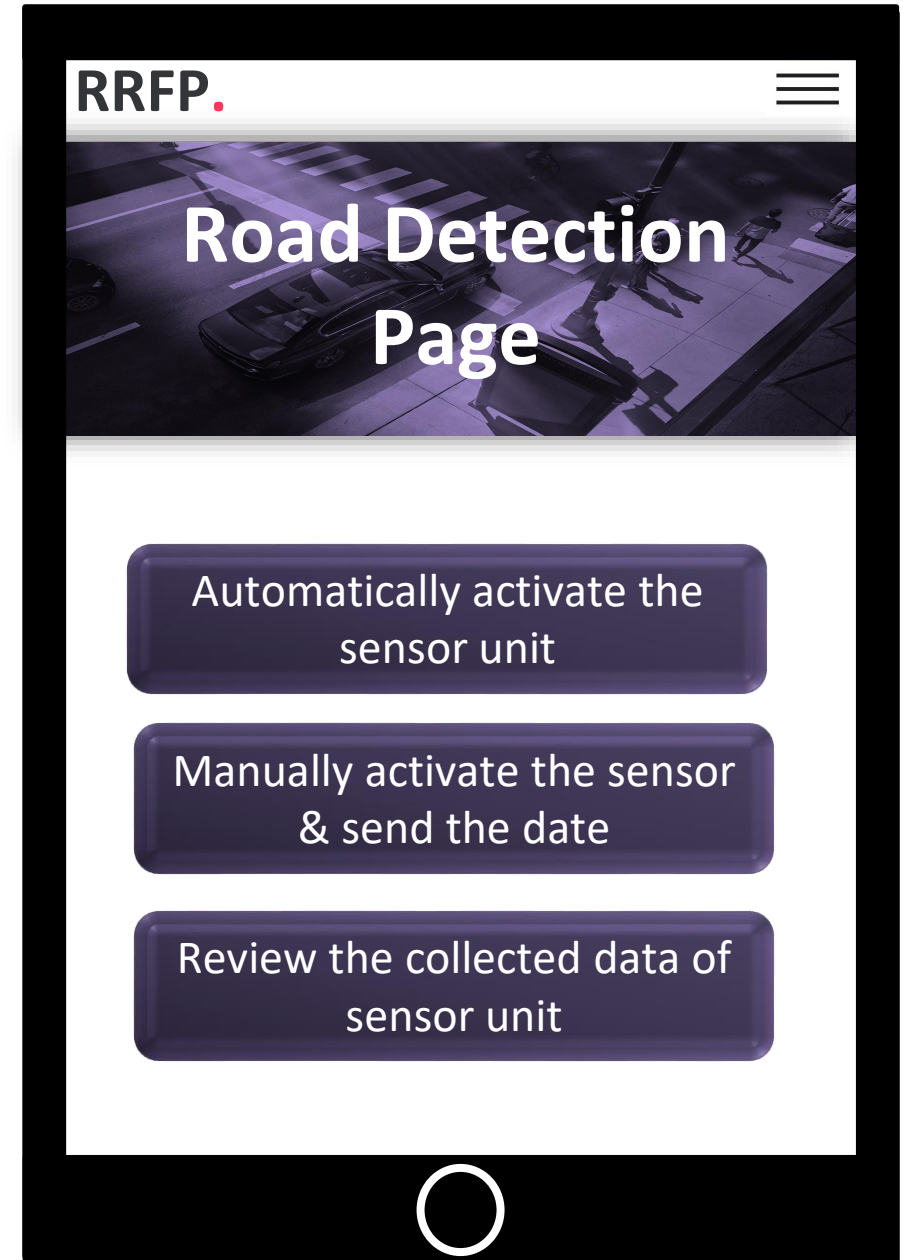 RRFP.
Road Detection
Page
Automatically activate the
sensor unit
Manually activate the sensor
& send the date
Review the collected data of
sensor unit